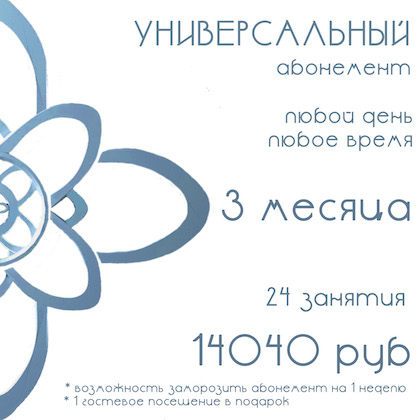 УНИВЕРСАЛЬНЫЙ
абонемент
любой день
любое время
3 месяца
24 занятия
14040 руб
* возможность заморозить абонемент на 1 неделю
* 1 гостевое посещение в подарок